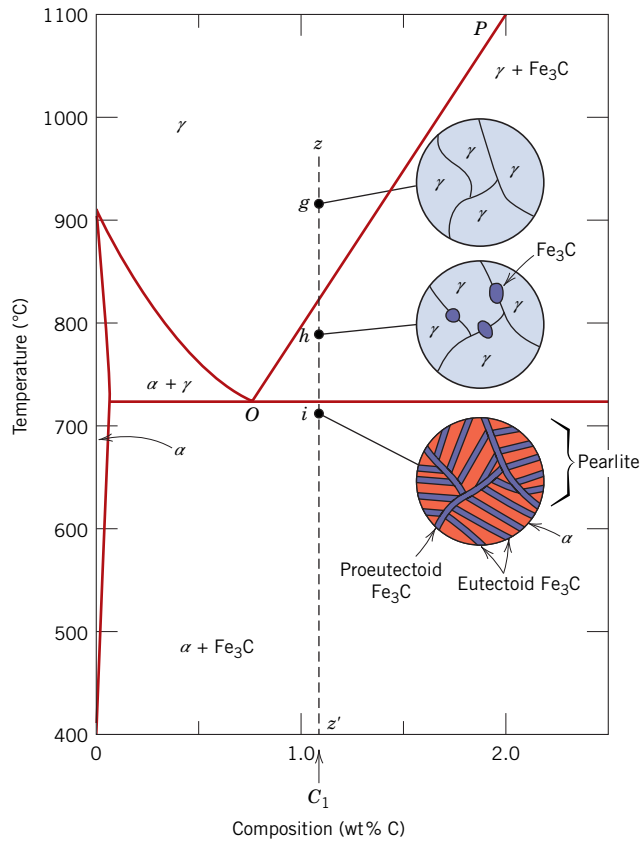 1100
P
γ + Fe₃C
1000
γ
z
γ
γ
γ
γ
g
900
Fe₃C
γ
γ
γ
γ
800
h
α + γ
O
i
700
α
Pearlite
α
600
Proeutectoid
Fe₃C
Eutectoid Fe₃C
500
α + Fe₃C
z'
400
0
1.0
2.0
C₁
Temperature (°C)
Composition (wt% C)